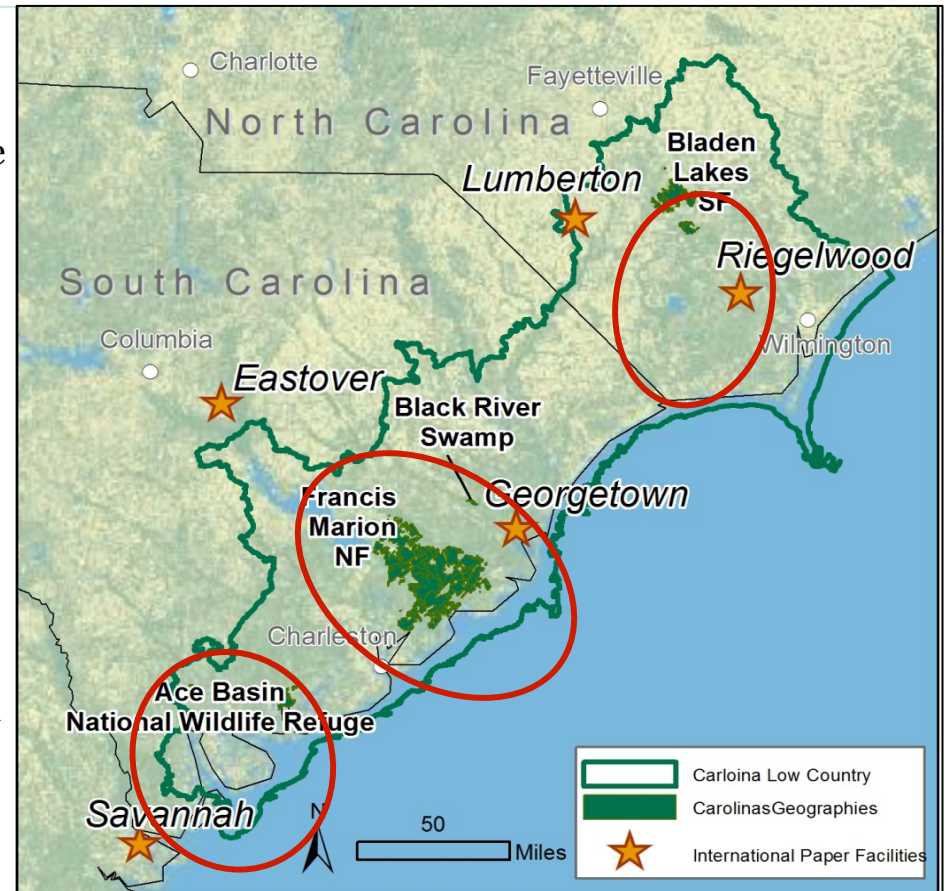 Charlotte
Fayetteville
North Carolina
Bladen
Lakes
SF
Lumberton
Riegelwood
South Carolina
Wilmington
Columbia
Eastover
Black River
Swamp
Georgetown
Francis
Marion
NF
Charleston
Ace Basin
National Wildlife Refuge
Savannah
N
50
Miles
Carloina Low Country
CarolinasGeographies
International Paper Facilities